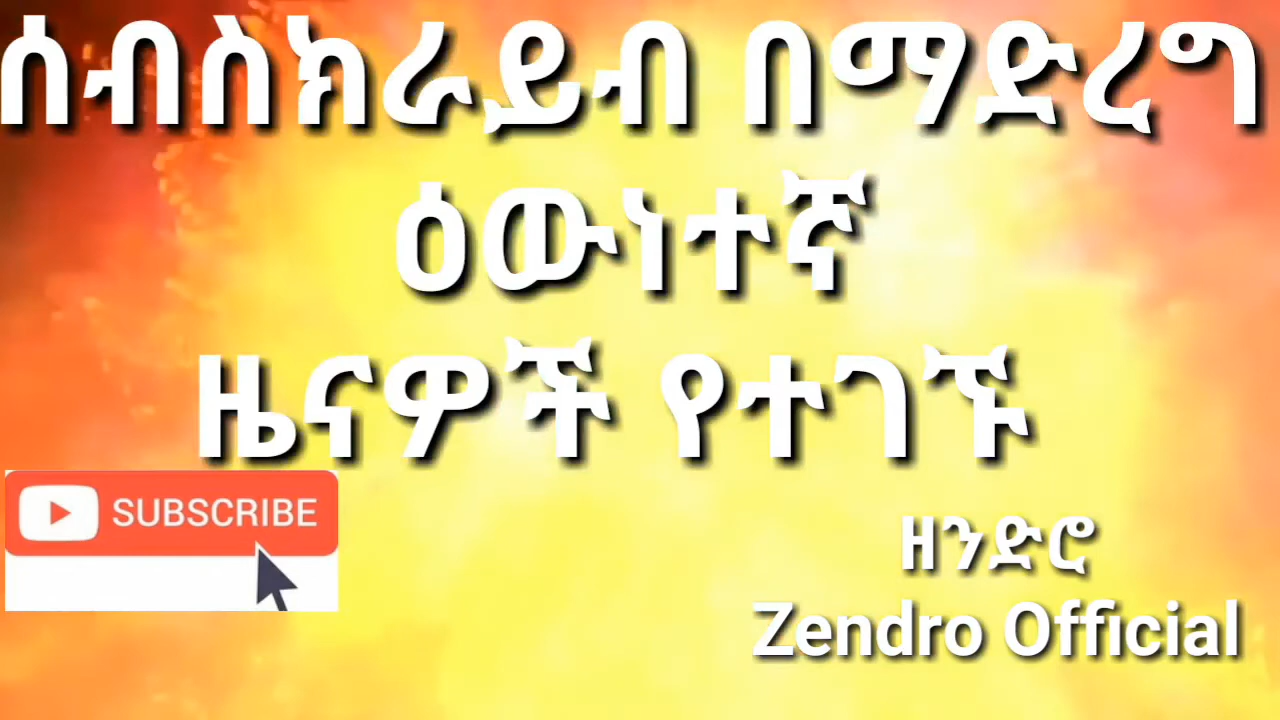 ሰብስክራይብ በማድረግ
ዕውነተኛ
ዜናዎች የተገኙ
SUBSCRIBE
ዘንድሮ
Zendro Official